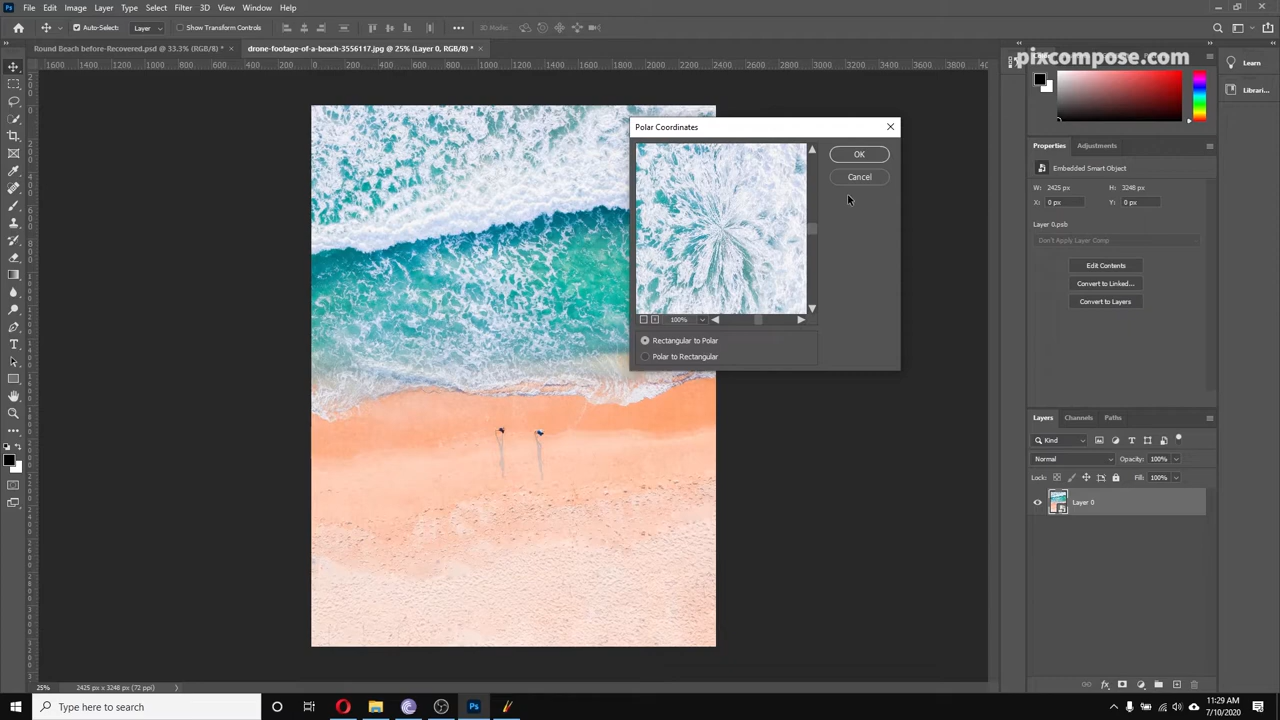 Ps File Edit Image Layer Type Select Filter 3D View Window Help
Auto-Select: Layer Show Transform Controls 3D Mode:
Round Beach before-Recovered.psd @ 33.3% (RGB/8) * × drone-footage-of-a-beach-3556117.jpg @ 25% (Layer 0, RGB/8) * ×
pixcompose.com
Learn
Librari...
Polar Coordinates
OK
Cancel
100%
Rectangular to Polar
Polar to Rectangular
Properties Adjustments
Embedded Smart Object
W: 2425 px H: 3248 px
X: 0 px Y: 0 px
Layer 0.psb
Don't Apply Layer Comp
Edit Contents
Convert to Linked...
Convert to Layers
Layers Channels Paths
Kind
Normal Opacity: 100%
Lock: Fill: 100%
Layer 0
25% 2425 px x 3248 px (72 ppi)
Type here to search
11:29 AM
7/10/2020